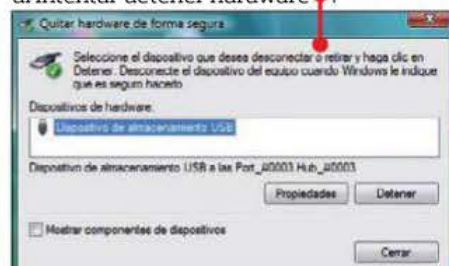 al intentar detener hardware
Quitar hardware de forma segura
Seleccione el dispositivo que desea desconectar o retirar y haga clic en
Detener. Desconecte el dispositivo del equipo cuando Windows le indique
que es seguro hacerlo.
Dispositivos de hardware:
Dispositivo de almacenamiento USB
Dispositivo de almacenamiento USB a las Port_#0003 Hub_#0003
Propiedades Detener
Mostrar componentes de dispositivos
Cerrar